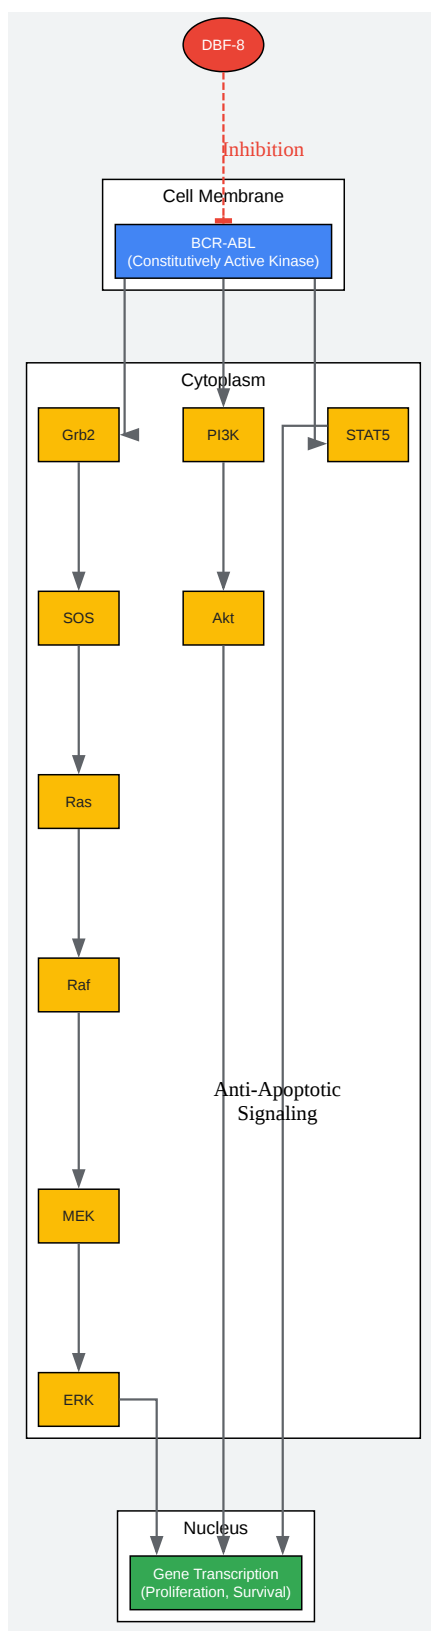 DBF-8
Inhibition
Cell Membrane
BCR-ABL
(Constitutively Active Kinase)
Cytoplasm
Grb2
PI3K
STAT5
SOS
Akt
Ras
Raf
Anti-Apoptotic
Signaling
MEK
ERK
Nucleus
Gene Transcription
(Proliferation, Survival)